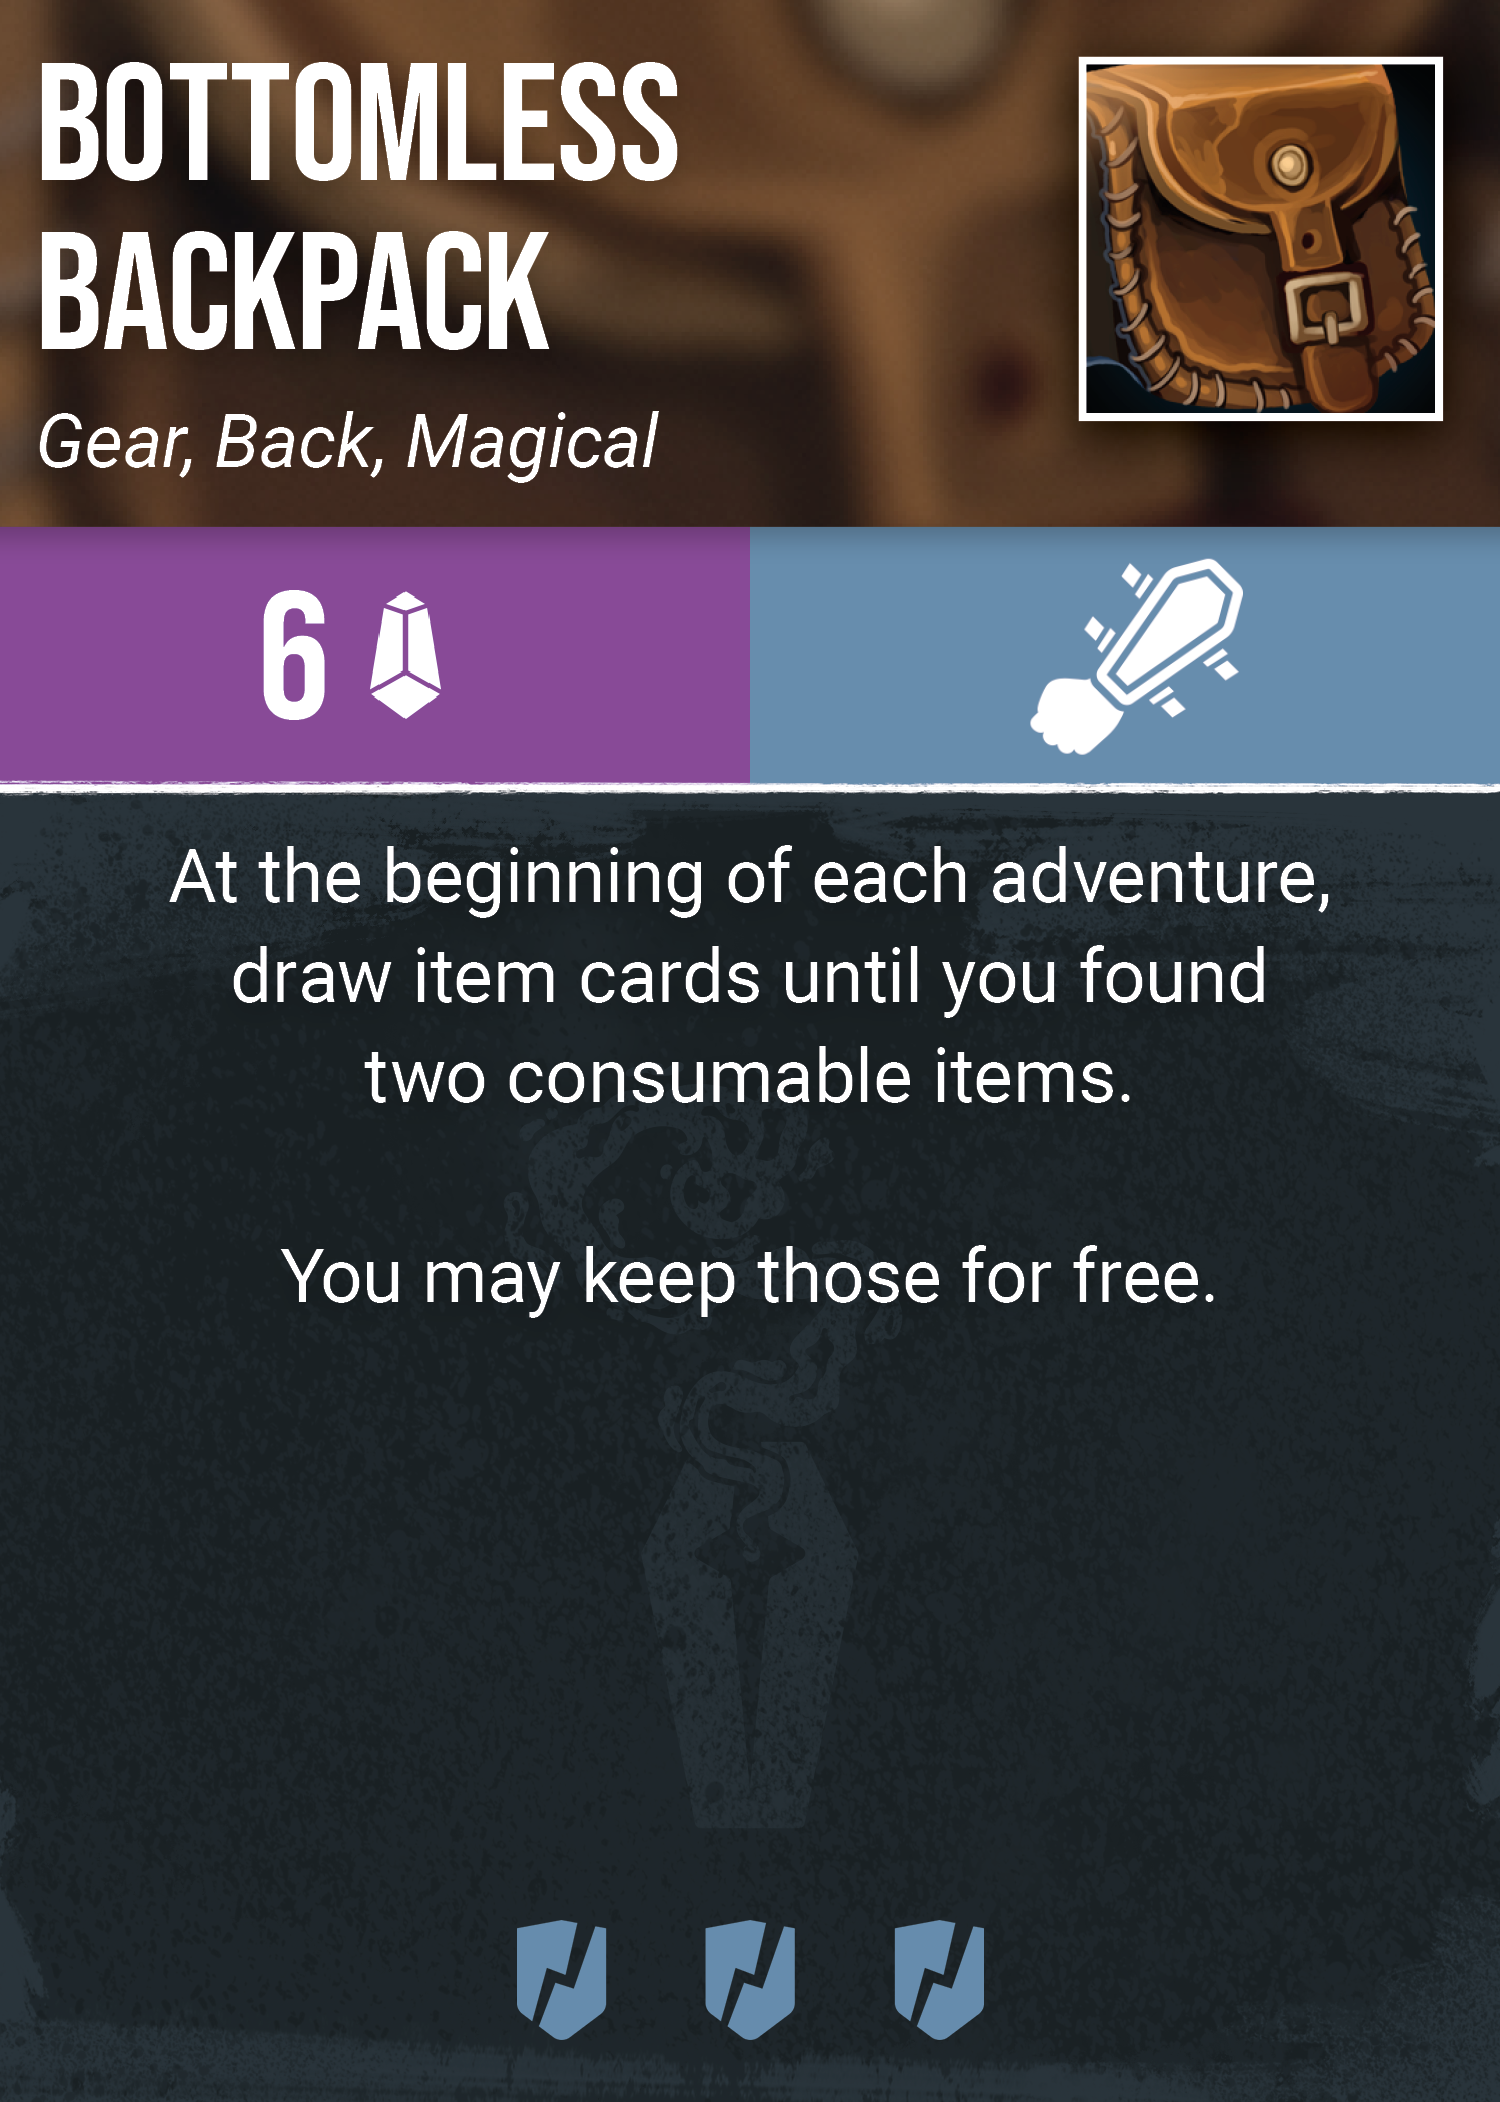 BOTTOMLESS
BACKPACK
Gear, Back, Magical
6
At the beginning of each adventure,
draw item cards until you found
two consumable items.
You may keep those for free.